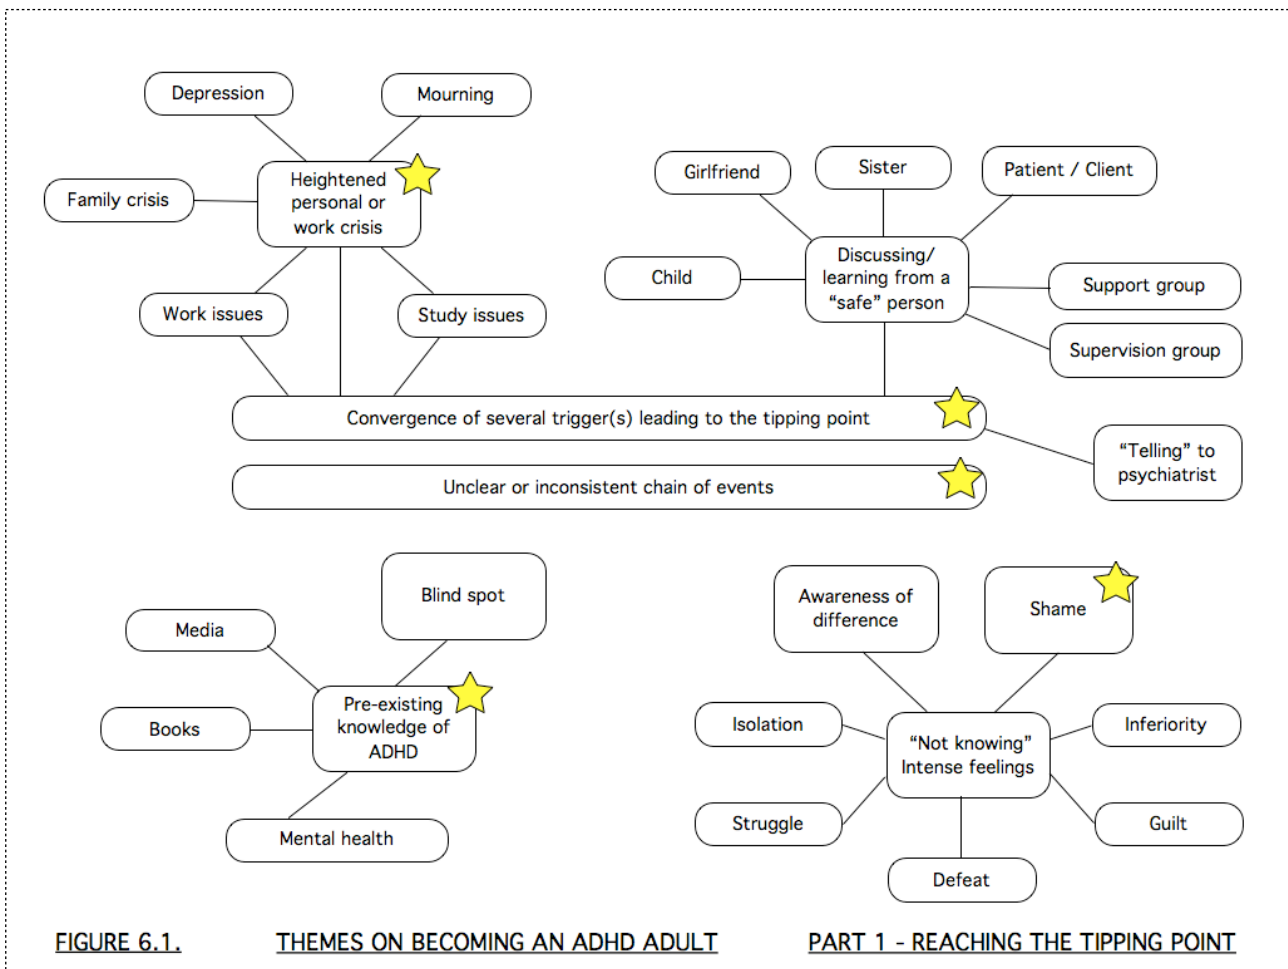 Depression
Mourning
Family crisis
Heightened
personal or
work crisis
Work issues
Study issues
Girlfriend
Sister
Patient / Client
Child
Discussing/
learning from a
“safe” person
Support group
Supervision group
Convergence of several trigger(s) leading to the tipping point
“Telling” to
psychiatrist
Unclear or inconsistent chain of events
Blind spot
Media
Books
Pre-existing
knowledge of
ADHD
Mental health
Awareness of
difference
Shame
Isolation
“Not knowing”
Intense feelings
Inferiority
Struggle
Guilt
Defeat
FIGURE 6.1. THEMES ON BECOMING AN ADHD ADULT PART 1 - REACHING THE TIPPING POINT